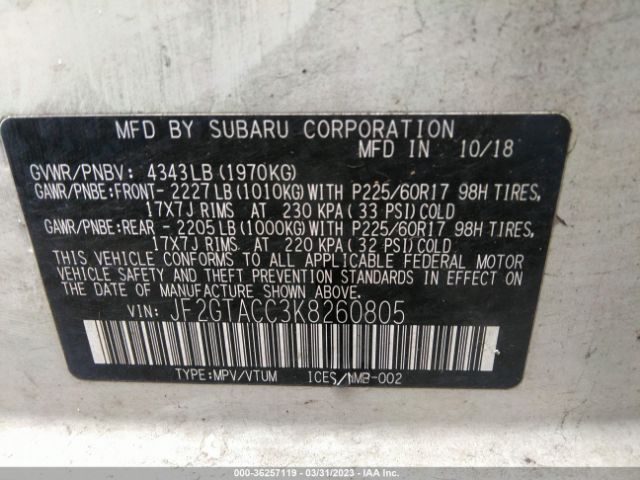 MFD BY SUBARU CORPORATION
MFD IN 10/18
GVWR/PNBV: 4343LB (1970KG)
GAWR/PNBE:FRONT- 2227LB(1010KG)WITH P225/60R17 98H TIRES,
17X7J RIMS AT 230 KPA(33 PSI)COLD
GAWR/PNBE:REAR - 2205LB(1000KG)WITH P225/60R17 98H TIRES,
17X7J RIMS AT 220 KPA(32 PSI)COLD
THIS VEHICLE CONFORMS TO ALL APPLICABLE FEDERAL MOTOR
VEHICLE SAFETY AND THEFT PREVENTION STANDARDS IN EFFECT ON
THE DATE OF MANUFACTURE SHOWN ABOVE.
VIN: JF2GTACC3K8260805
TYPE:MPV/VTUM ICES/NMB-002
000-36257119 - 03/31/2023 - IAA Inc.